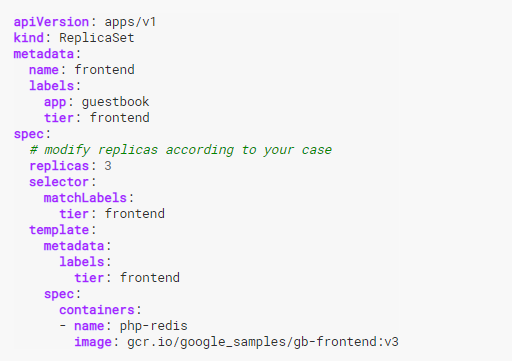 apiVersion: apps/v1
kind: ReplicaSet
metadata:
  name: frontend
  labels:
    app: guestbook
    tier: frontend
spec:
  # modify replicas according to your case
  replicas: 3
  selector:
    matchLabels:
      tier: frontend
  template:
    metadata:
      labels:
        tier: frontend
    spec:
      containers:
      - name: php-redis
        image: gcr.io/google_samples/gb-frontend:v3